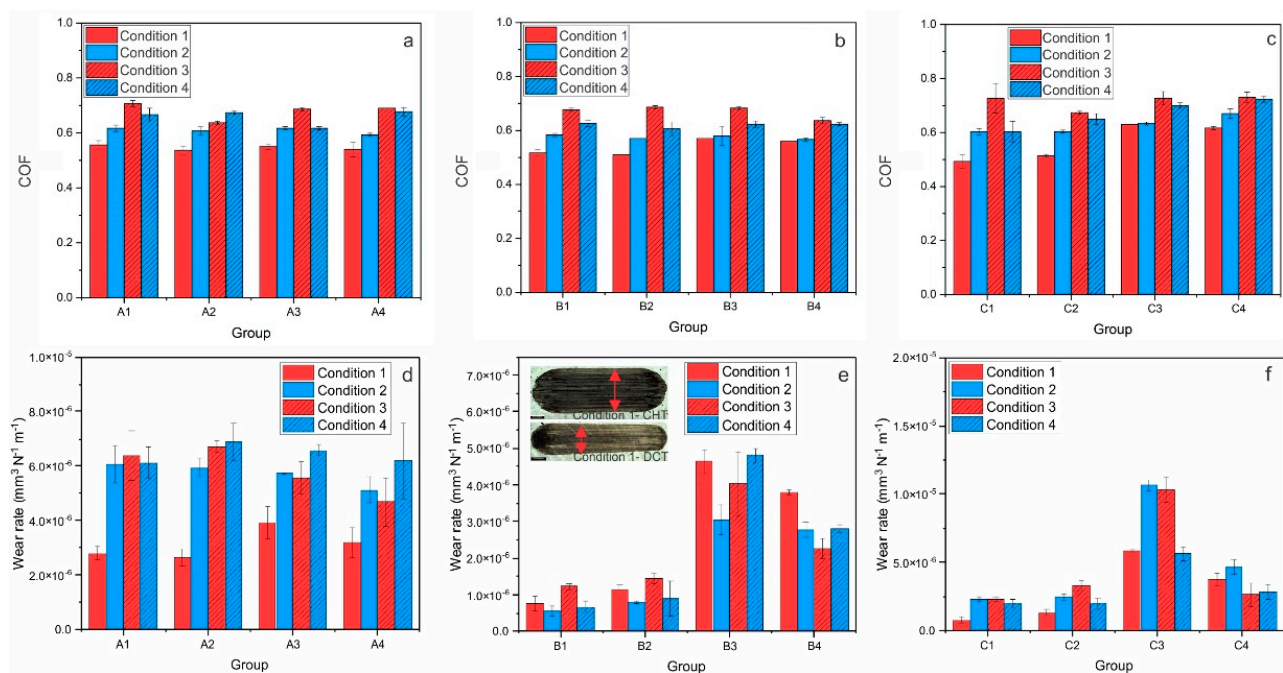 a
1.0
0.8
0.6
0.4
0.2
0.0
COF
Condition 1
Condition 2
Condition 3
Condition 4
A1 A2 A3 A4
Group
b
1.0
0.8
0.6
0.4
0.2
0.0
COF
Condition 1
Condition 2
Condition 3
Condition 4
B1 B2 B3 B4
Group
c
1.0
0.8
0.6
0.4
0.2
0.0
COF
Condition 1
Condition 2
Condition 3
Condition 4
C1 C2 C3 C4
Group
d
1.0×10⁻⁵
8.0×10⁻⁶
6.0×10⁻⁶
4.0×10⁻⁶
2.0×10⁻⁶
0.0
Wear rate (mm³ N⁻¹ m⁻¹)
Condition 1
Condition 2
Condition 3
Condition 4
A1 A2 A3 A4
Group
e
7.0×10⁻⁶
6.0×10⁻⁶
5.0×10⁻⁶
4.0×10⁻⁶
3.0×10⁻⁶
2.0×10⁻⁶
1.0×10⁻⁶
0.0
Wear rate (mm³ N⁻¹ m⁻¹)
Condition 1- CHT
Condition 1- DCT
Condition 1
Condition 2
Condition 3
Condition 4
B1 B2 B3 B4
Group
f
2.0×10⁻⁵
1.5×10⁻⁵
1.0×10⁻⁵
5.0×10⁻⁶
0.0
Wear rate (mm³ N⁻¹ m⁻¹)
Condition 1
Condition 2
Condition 3
Condition 4
C1 C2 C3 C4
Group